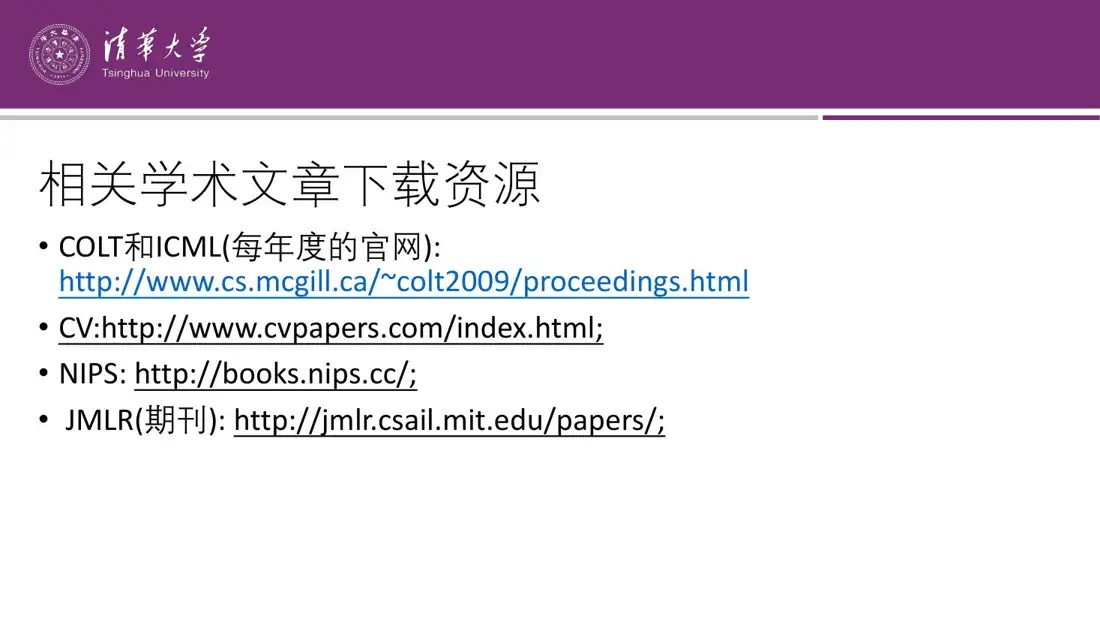 清华大学
Tsinghua University
相关学术文章下载资源
• COLT和ICML(每年度的官网):
http://www.cs.mcgill.ca/~colt2009/proceedings.html
• CV:http://www.cvpapers.com/index.html;
• NIPS: http://books.nips.cc/;
• JMLR(期刊): http://jmlr.csail.mit.edu/papers/;